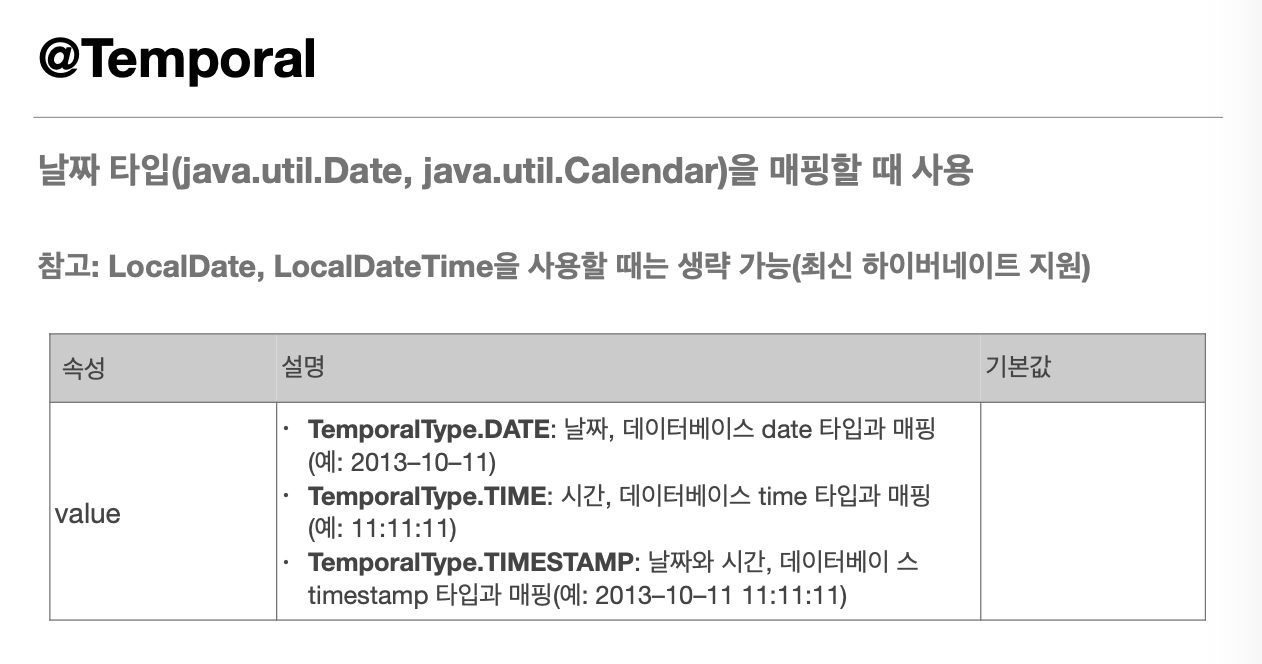 @Temporal
날짜 타입(java.util.Date, java.util.Calendar)을 매핑할 때 사용
참고: LocalDate, LocalDateTime을 사용할 때는 생략 가능(최신 하이버네이트 지원)
속성 설명 기본값
value
· TemporalType.DATE: 날짜, 데이터베이스 date 타입과 매핑
(예: 2013–10–11)
· TemporalType.TIME: 시간, 데이터베이스 time 타입과 매핑
(예: 11:11:11)
· TemporalType.TIMESTAMP: 날짜와 시간, 데이터베이 스
timestamp 타입과 매핑(예: 2013–10–11 11:11:11)